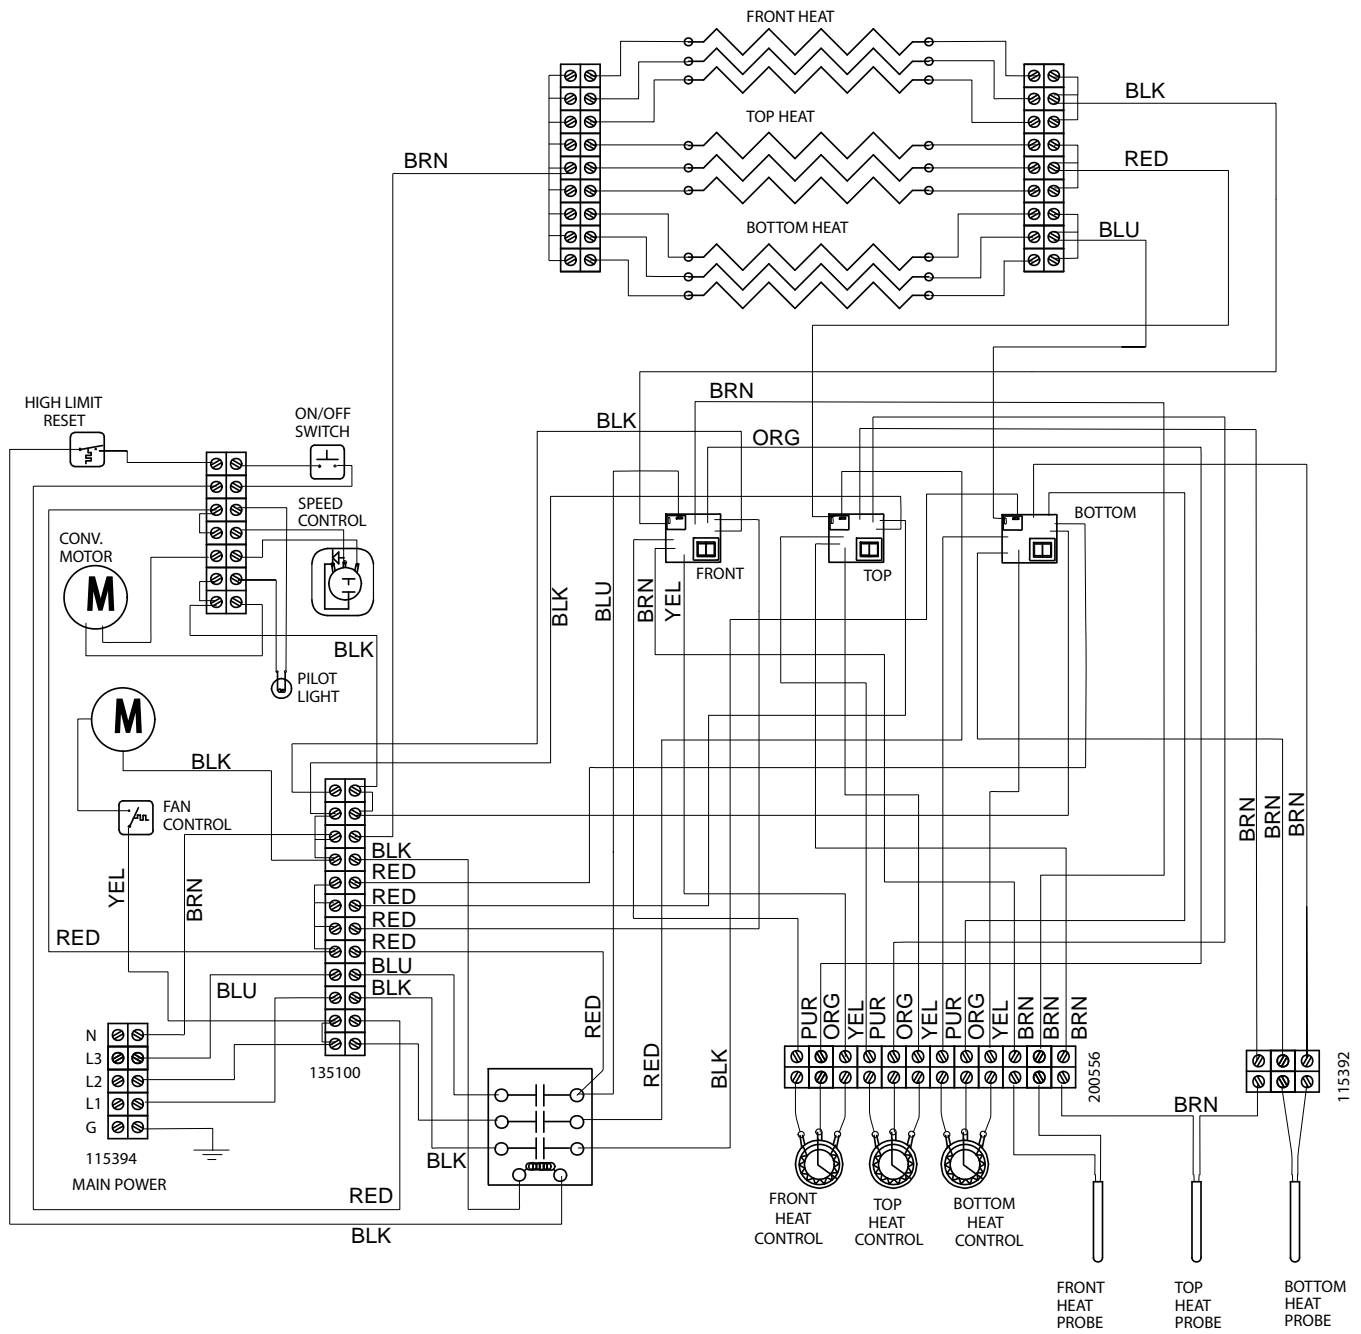 FRONT HEAT
BLK
TOP HEAT
BRN
RED
BOTTOM HEAT
BLU
HIGH LIMIT
RESET
ON/OFF
SWITCH
BRN
BLK
ORG
SPEED
CONTROL
CONV.
MOTOR
M
BOTTOM
FRONT
TOP
BLK
BLU
BRN
YEL
BLK
PILOT
LIGHT
M
BLK
FAN
CONTROL
BRN
BRN
BRN
BLK
RED
YEL
BRN
RED
RED
RED
RED
BLU
BLU
BLK
RED
PUR
ORG
YEL
PUR
ORG
YEL
PUR
ORG
YEL
BRN
BRN
BRN
N
L3
L2
L1
G
135100
RED
BLK
200556
115392
BRN
115394
MAIN POWER
BLK
RED
BLK
FRONT
HEAT
CONTROL
TOP
HEAT
CONTROL
BOTTOM
HEAT
CONTROL
FRONT
HEAT
PROBE
TOP
HEAT
PROBE
BOTTOM
HEAT
PROBE